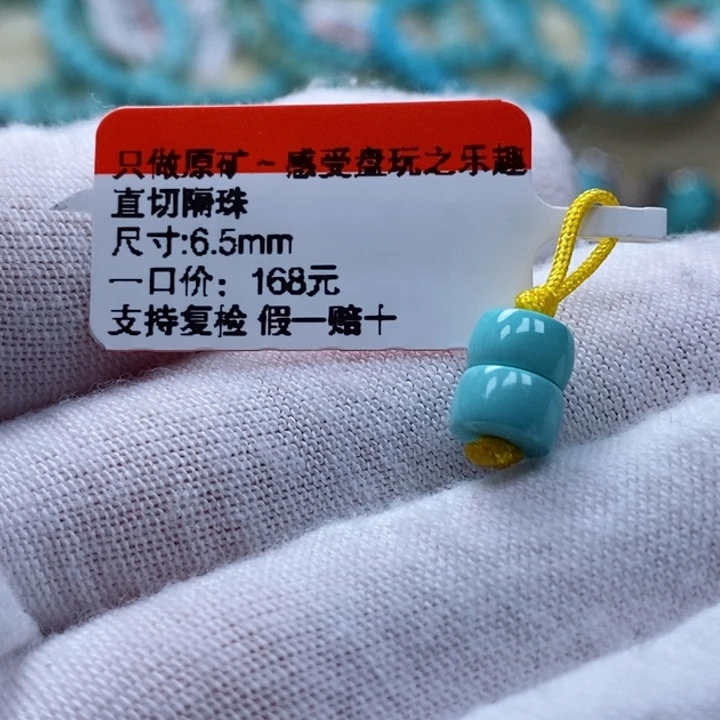 只做原矿~感受盘玩之乐趣
直切隔珠
尺寸:6.5mm
一口价：168元
支持复检 假一赔十